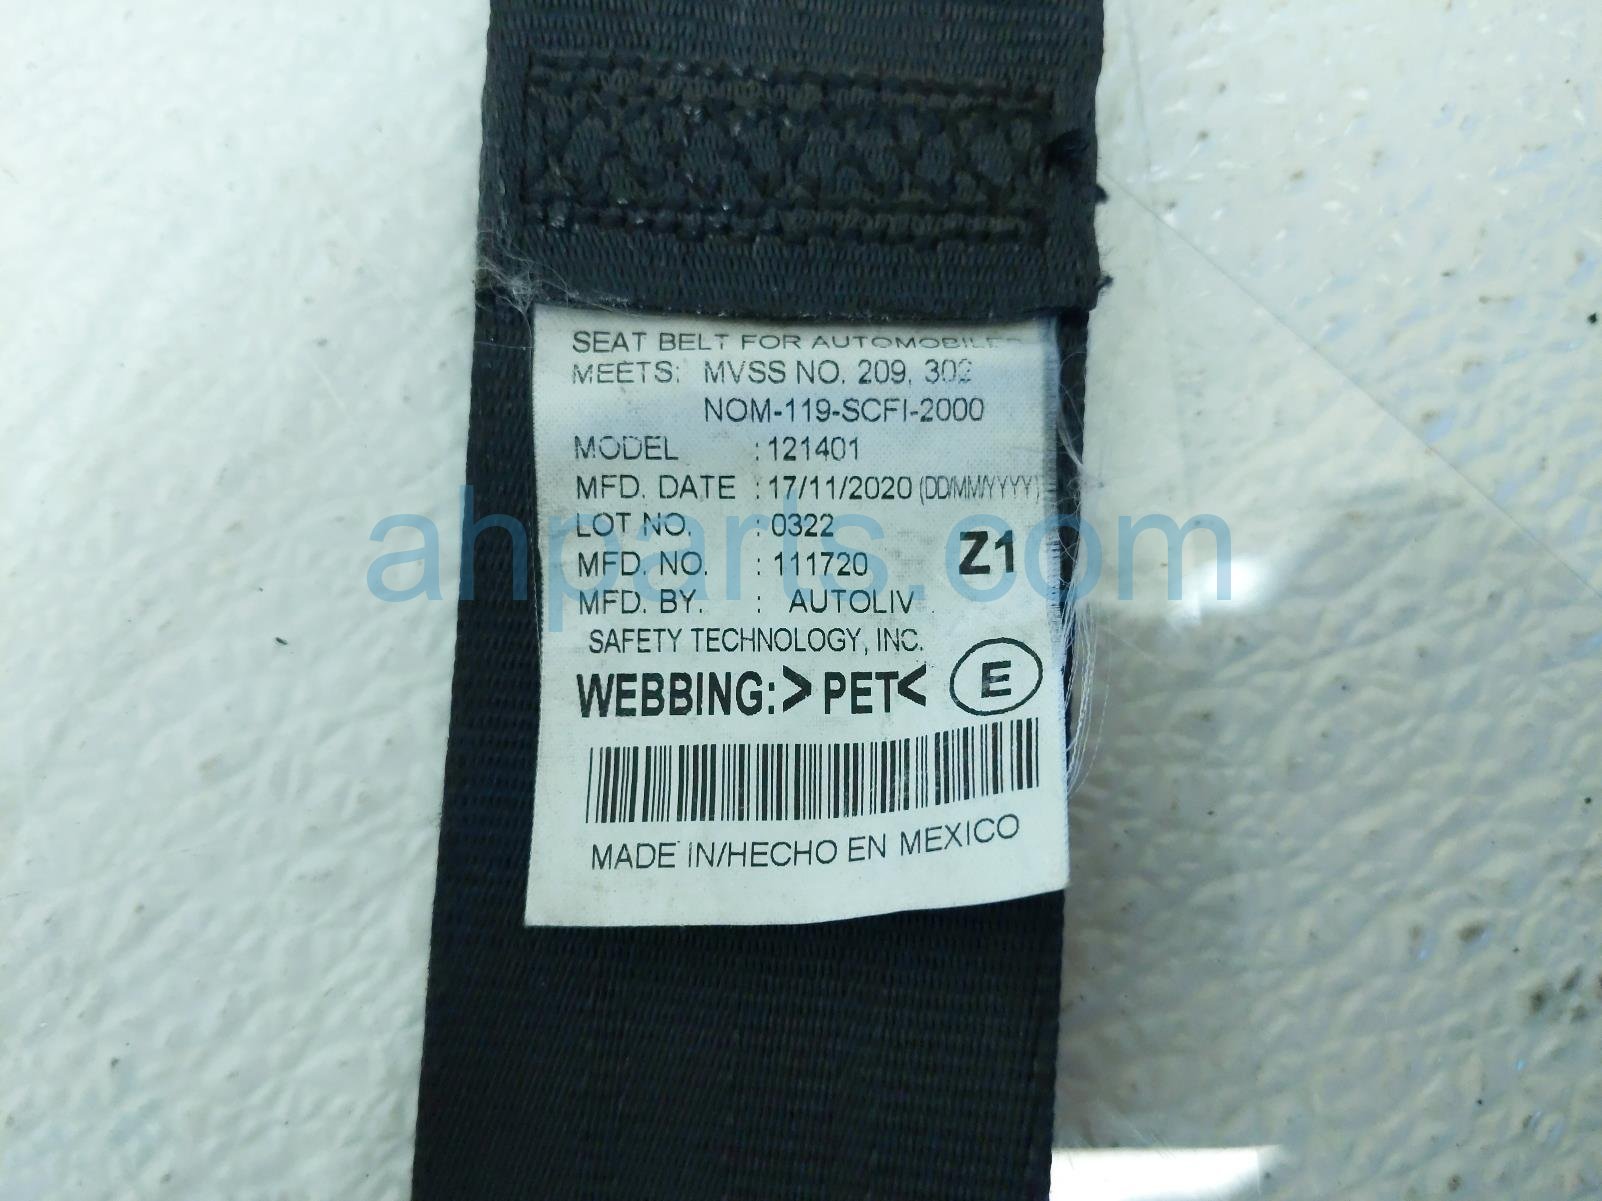 SEAT BELT FOR AUTOMOBILES
MEETS: MVSS NO. 209, 302
NOM-119-SCFI-2000
MODEL : 121401
MFD. DATE : 17/11/2020 (DD/MM/YYYY)
LOT NO. : 0322
MFD. NO. : 111720
Z1
MFD. BY. : AUTOLIV
SAFETY TECHNOLOGY, INC.
WEBBING: >PET< E
MADE IN/HECHO EN MEXICO
ahparts.com